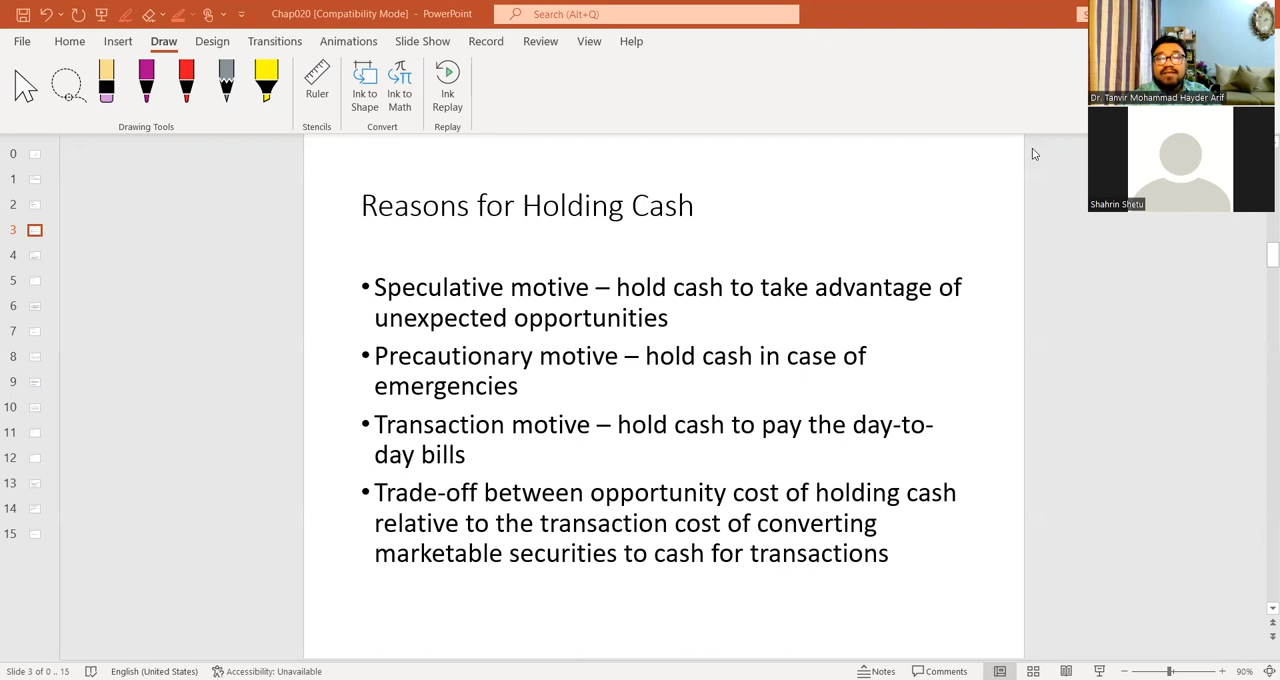 Chap020 [Compatibility Mode] - PowerPoint
Search (Alt+Q)
File Home Insert Draw Design Transitions Animations Slide Show Record Review View Help
Ruler
Ink to Shape
Ink to Math
Ink Replay
Drawing Tools
Stencils
Convert
Replay
Dr. Tanvir Mohammad Hayder Arif
Shahrin Shetu
0
1
2
3
4
5
6
7
8
9
10
11
12
13
14
15
Reasons for Holding Cash
•Speculative motive – hold cash to take advantage of
unexpected opportunities
•Precautionary motive – hold cash in case of
emergencies
•Transaction motive – hold cash to pay the day-to-
day bills
•Trade-off between opportunity cost of holding cash
relative to the transaction cost of converting
marketable securities to cash for transactions
Slide 3 of 0 .. 15 English (United States) Accessibility: Unavailable Notes Comments 90%